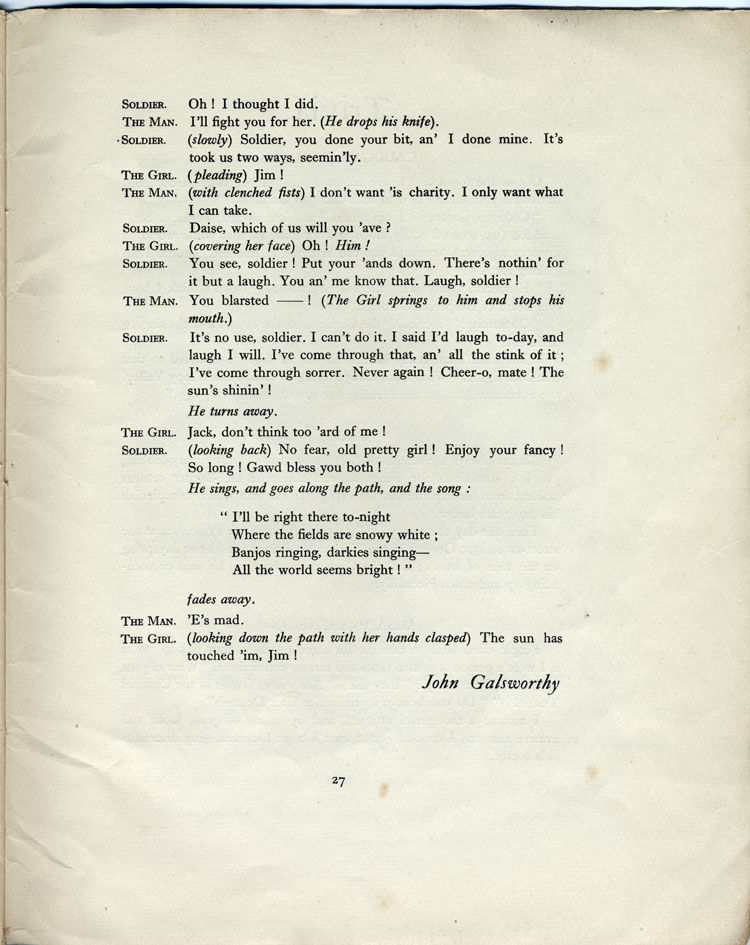 SOLDIER. Oh ! I thought I did.
THE MAN. I'll fight you for her. (He drops his knife).
SOLDIER. (slowly) Soldier, you done your bit, an' I done mine. It's
took us two ways, seemin'ly.
THE GIRL. (pleading) Jim !
THE MAN. (with clenched fists) I don't want 'is charity. I only want what
I can take.
SOLDIER. Daise, which of us will you 'ave ?
THE GIRL. (covering her face) Oh ! Him !
SOLDIER. You see, soldier ! Put your 'ands down. There's nothin' for
it but a laugh. You an' me know that. Laugh, soldier !
THE MAN. You blarsted —— ! (The Girl springs to him and stops his
mouth.)
SOLDIER. It's no use, soldier. I can't do it. I said I'd laugh to-day, and
laugh I will. I've come through that, an' all the stink of it ;
I've come through sorrer. Never again ! Cheer-o, mate ! The
sun's shinin' !
He turns away.
THE GIRL. Jack, don't think too 'ard of me !
SOLDIER. (looking back) No fear, old pretty girl ! Enjoy your fancy !
So long ! Gawd bless you both !
He sings, and goes along the path, and the song :
“ I'll be right there to-night
Where the fields are snowy white ;
Banjos ringing, darkies singing—
All the world seems bright ! ”
fades away.
THE MAN. 'E's mad.
THE GIRL. (looking down the path with her hands clasped) The sun has
touched 'im, Jim !
John Galsworthy
27